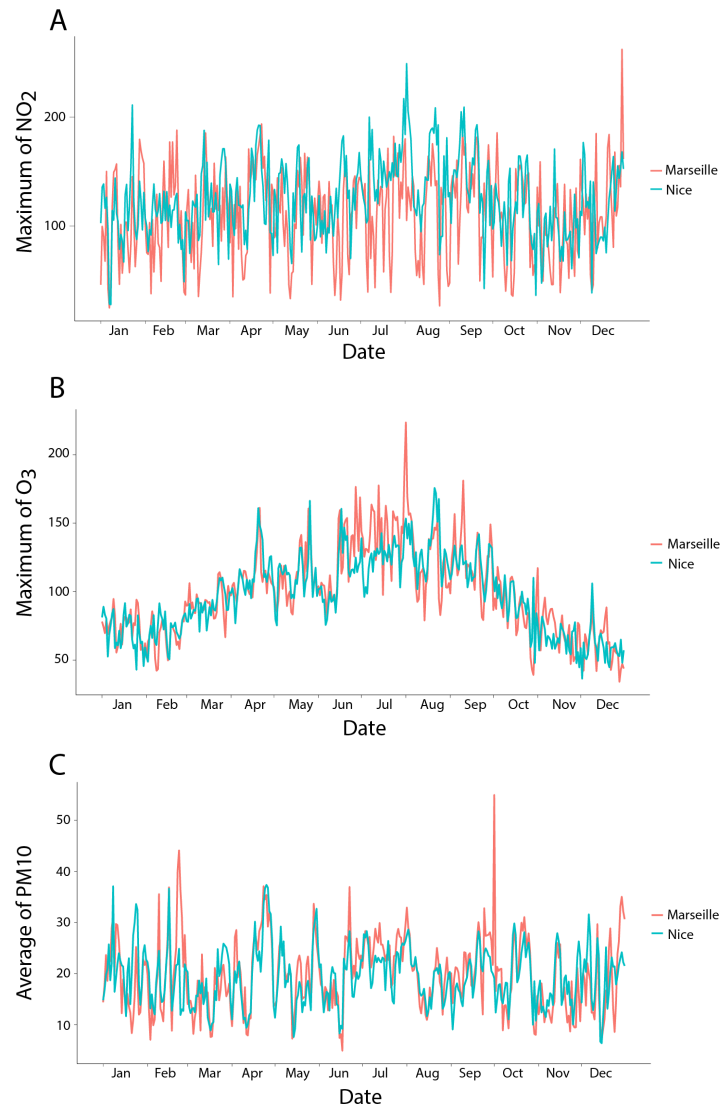 A
Maximum of NO2
200
100
Marseille
Nice
Jan Feb Mar Apr May Jun Jul Aug Sep Oct Nov Dec
Date
B
Maximum of O3
200
150
100
50
Marseille
Nice
Jan Feb Mar Apr May Jun Jul Aug Sep Oct Nov Dec
Date
C
Average of PM10
50
40
30
20
10
Marseille
Nice
Jan Feb Mar Apr May Jun Jul Aug Sep Oct Nov Dec
Date